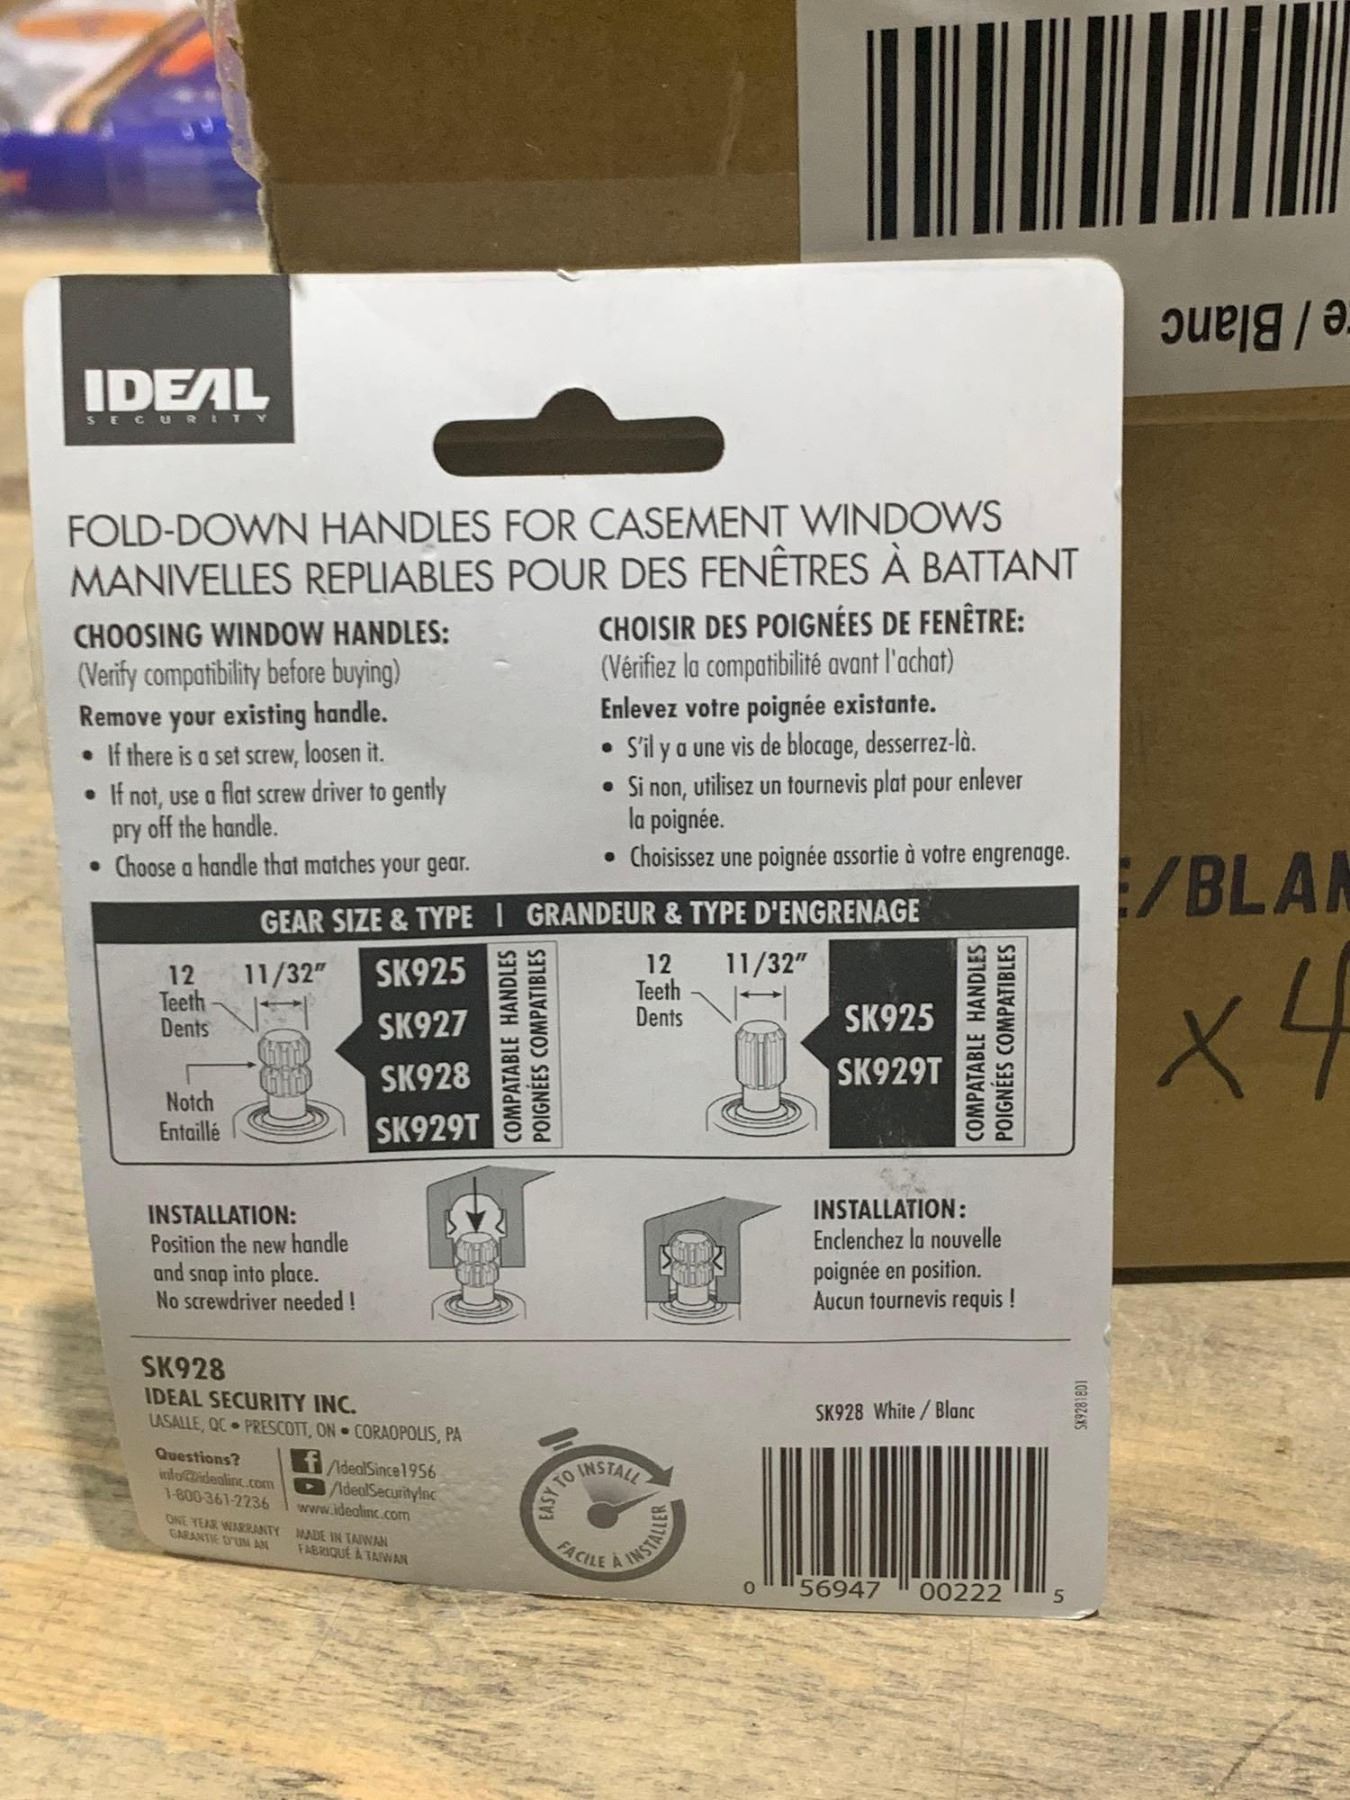 e / Blanc
IDEAL
SECURITY
FOLD-DOWN HANDLES FOR CASEMENT WINDOWS
MANIVELLES REPLIABLES POUR DES FENÊTRES À BATTANT
CHOOSING WINDOW HANDLES:
(Verify compatibility before buying)
Remove your existing handle.
• If there is a set screw, loosen it.
• If not, use a flat screw driver to gently
pry off the handle.
• Choose a handle that matches your gear.
CHOISIR DES POIGNÉES DE FENÊTRE:
(Vérifiez la compatibilité avant l'achat)
Enlevez votre poignée existante.
• S'il y a une vis de blocage, desserrez-là.
• Si non, utilisez un tournevis plat pour enlever
la poignée.
• Choisissez une poignée assortie à votre engrenage.
GEAR SIZE & TYPE | GRANDEUR & TYPE D'ENGRENAGE
12
Teeth
Dents
11/32"
Notch
Entaillé
SK925
SK927
SK928
SK929T
COMPATABLE HANDLES
POIGNÉES COMPATIBLES
12
Teeth
Dents
11/32"
SK925
SK929T
COMPATABLE HANDLES
POIGNÉES COMPATIBLES
INSTALLATION:
Position the new handle
and snap into place.
No screwdriver needed !
INSTALLATION:
Enclenchez la nouvelle
poignée en position.
Aucun tournevis requis !
SK928
IDEAL SECURITY INC.
LASALLE, QC • PRESCOTT, ON • CORAOPOLIS, PA
Questions?
info@idealinc.com
1-800-361-2236
/IdealSince1956
/IdealSecurityInc
www.idealinc.com
ONE YEAR WARRANTY
GARANTIE D'UN AN
MADE IN TAIWAN
FABRIQUÉ À TAIWAN
EASY TO INSTALL
FACILE À INSTALLER
SK928 White / Blanc
SK9281801
0 56947 00222 5
E/BLAN
x 4